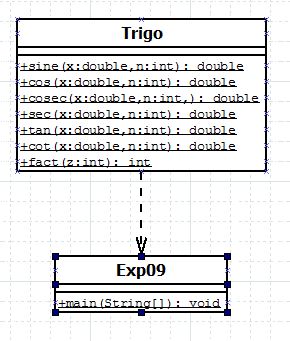 Trigo
+sine(x:double,n:int): double
+cos(x:double,n:int): double
+cosec(x:double,n:int,): double
+sec(x:double,n:int): double
+tan(x:double,n:int): double
+cot(x:double,n:int): double
+fact(z:int): int
Exp09
+main(String[]): void